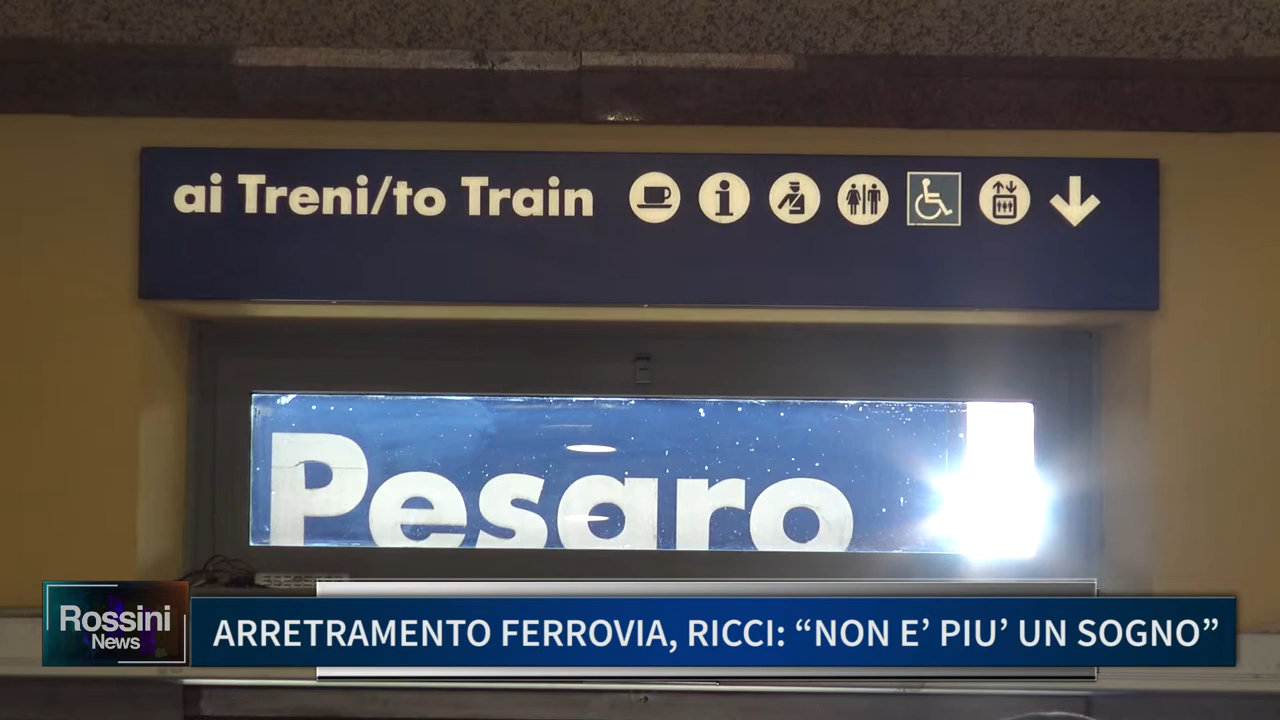 ai Treni/to Train
Pesaro
Rossini
News
ARRETRAMENTO FERROVIA, RICCI: “NON E’ PIU’ UN SOGNO”